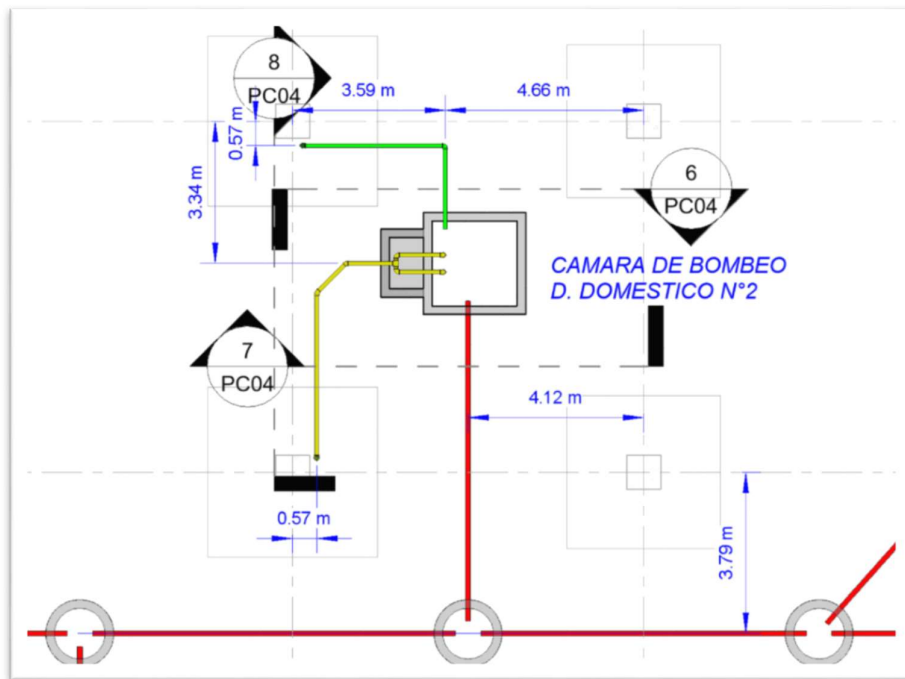 8
PC04
3.59 m
4.66 m
0.57 m
3.34 m
6
PC04
CAMARA DE BOMBEO
D. DOMESTICO N°2
7
PC04
4.12 m
0.57 m
3.79 m